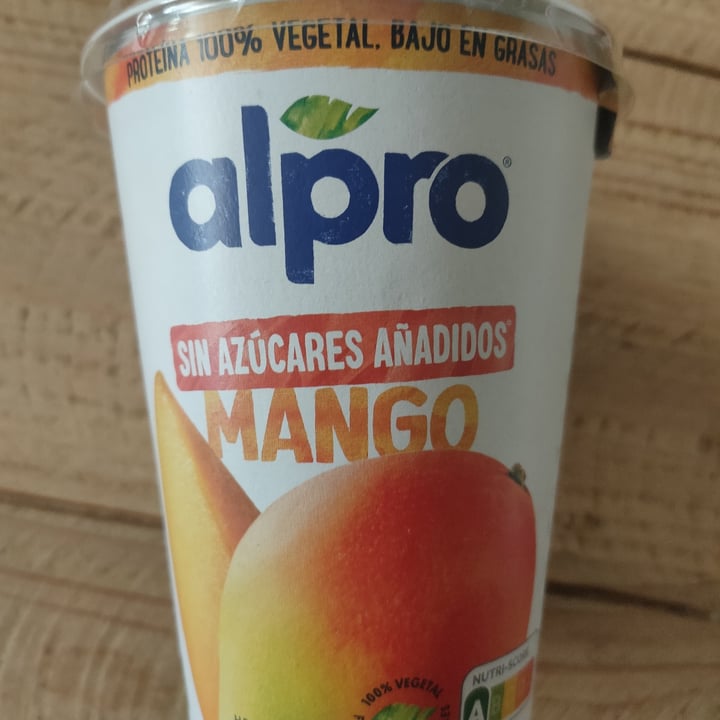 PROTEÍNA 100% VEGETAL, BAJO EN GRASAS
alpro®
SIN AZÚCARES AÑADIDOS*
MANGO
100% VEGETAL
NUTRI-SCORE
A